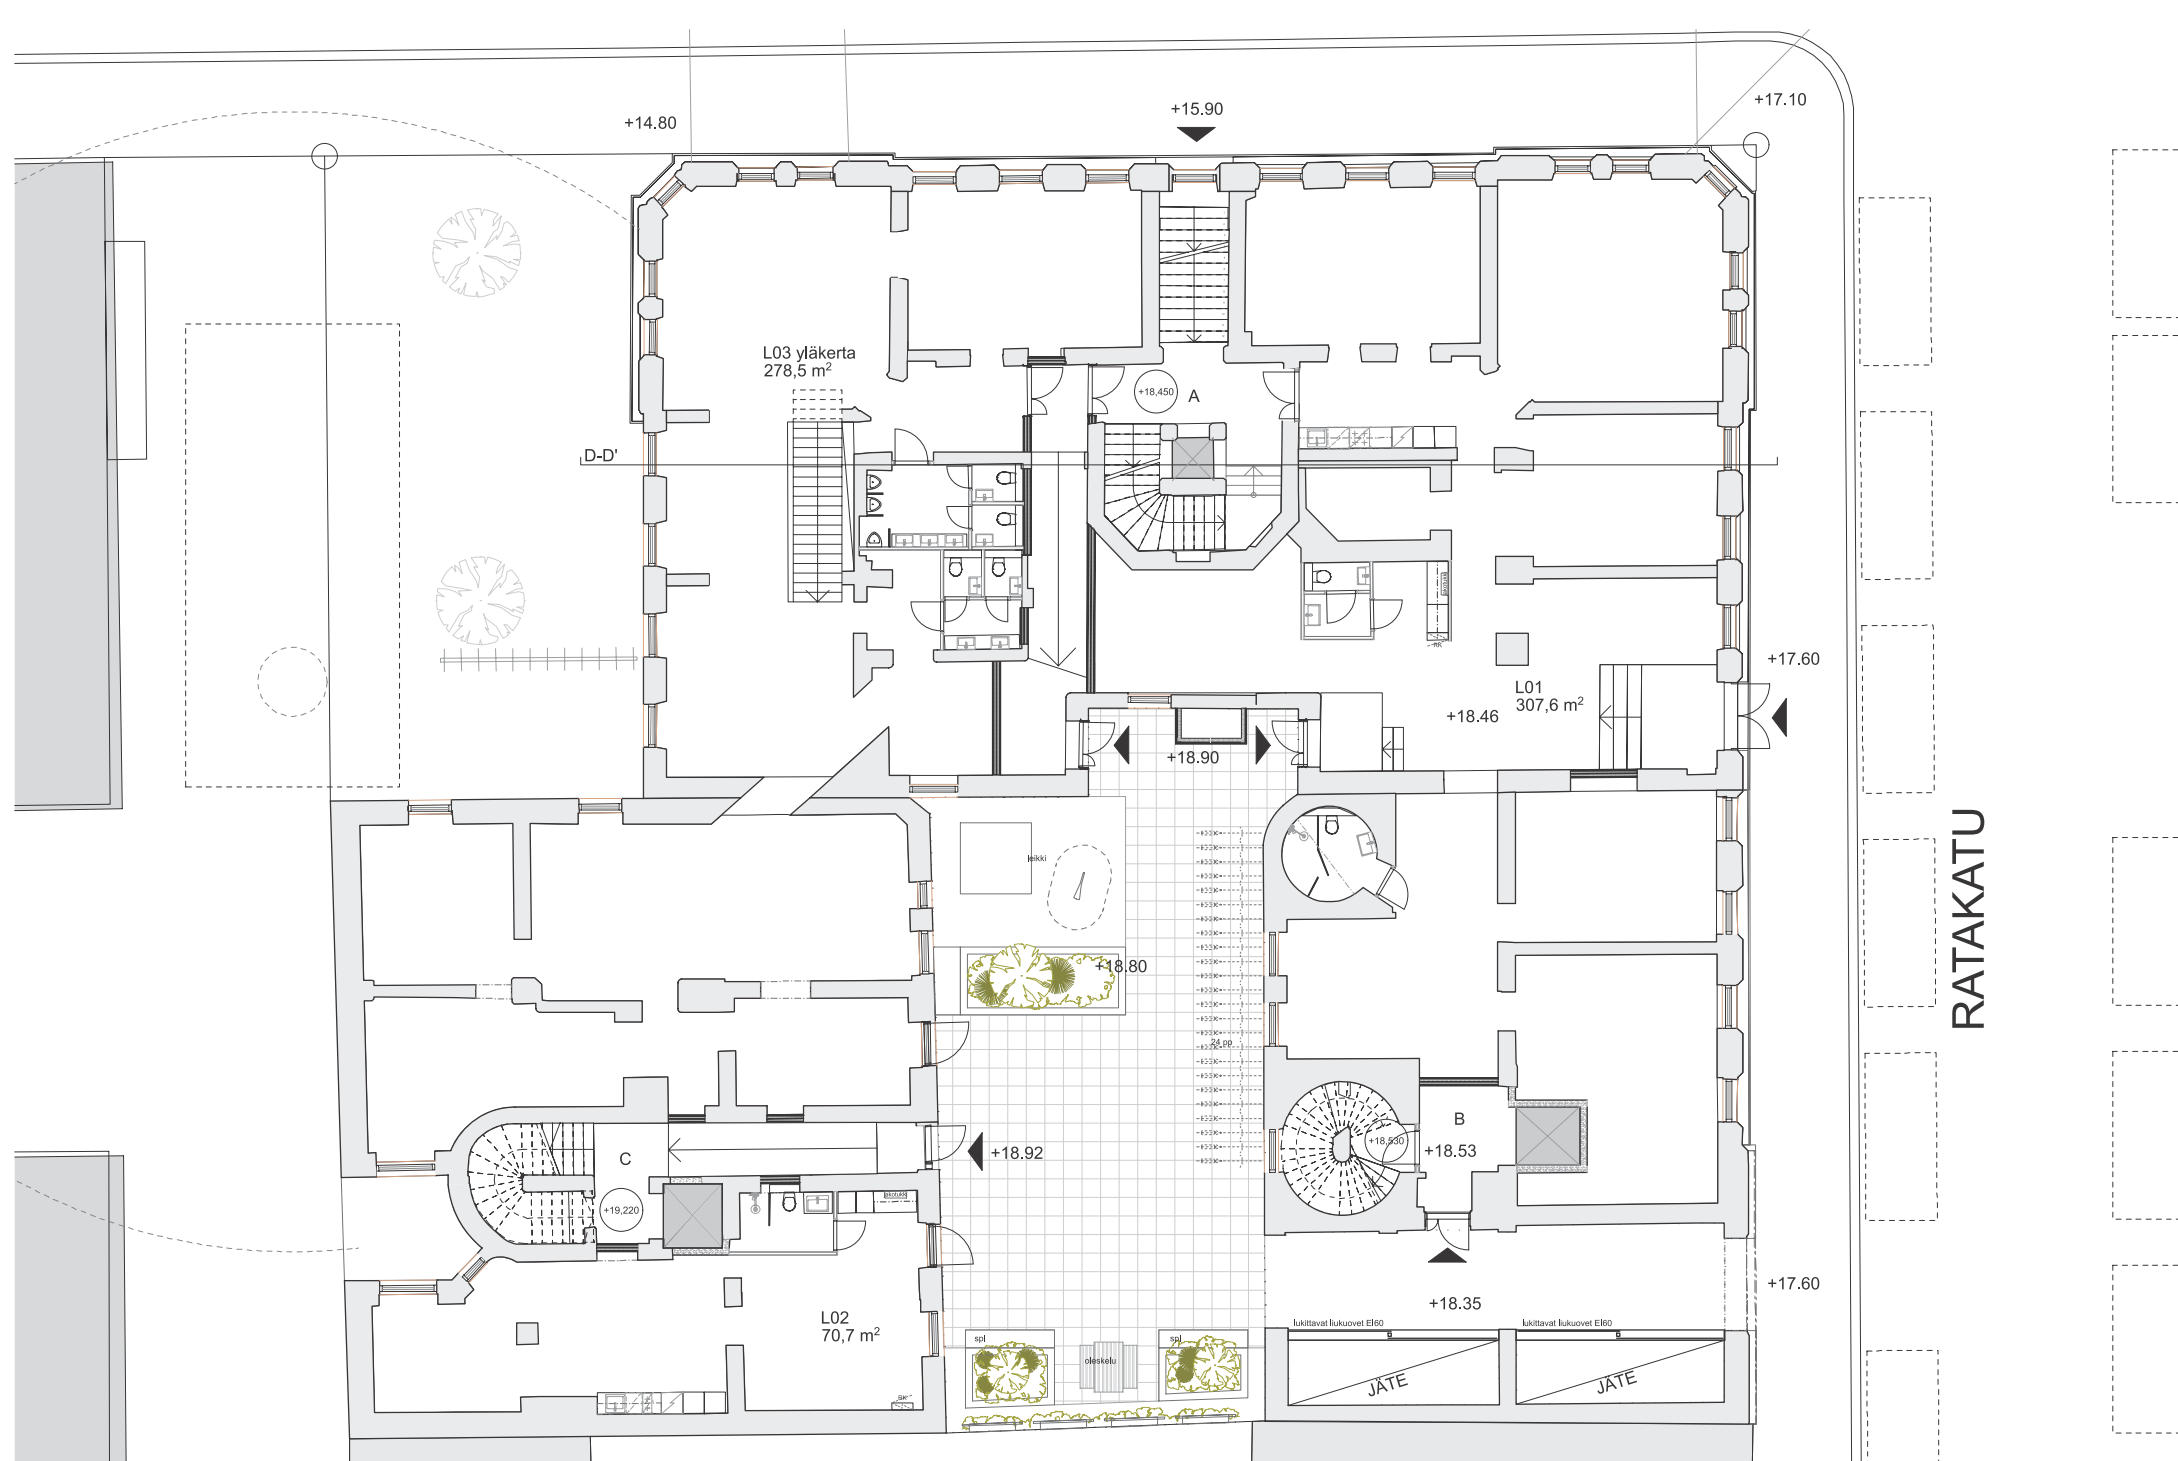 +17.10
+15.90
+14.80
L03 yläkerta
278,5 m²
+18,450
A
D-D'
+17.60
L01
307,6 m²
+18.46
+18.90
RATAKATU
leikki
+18.80
24 pp
B
+18,530
+18.53
+18.92
C
jakotukki
+19,220
+17.60
+18.35
L02
70,7 m²
lukittavat liukuovet EI60
lukittavat liukuovet EI60
spl
spl
oleskelu
JÄTE
JÄTE
RK